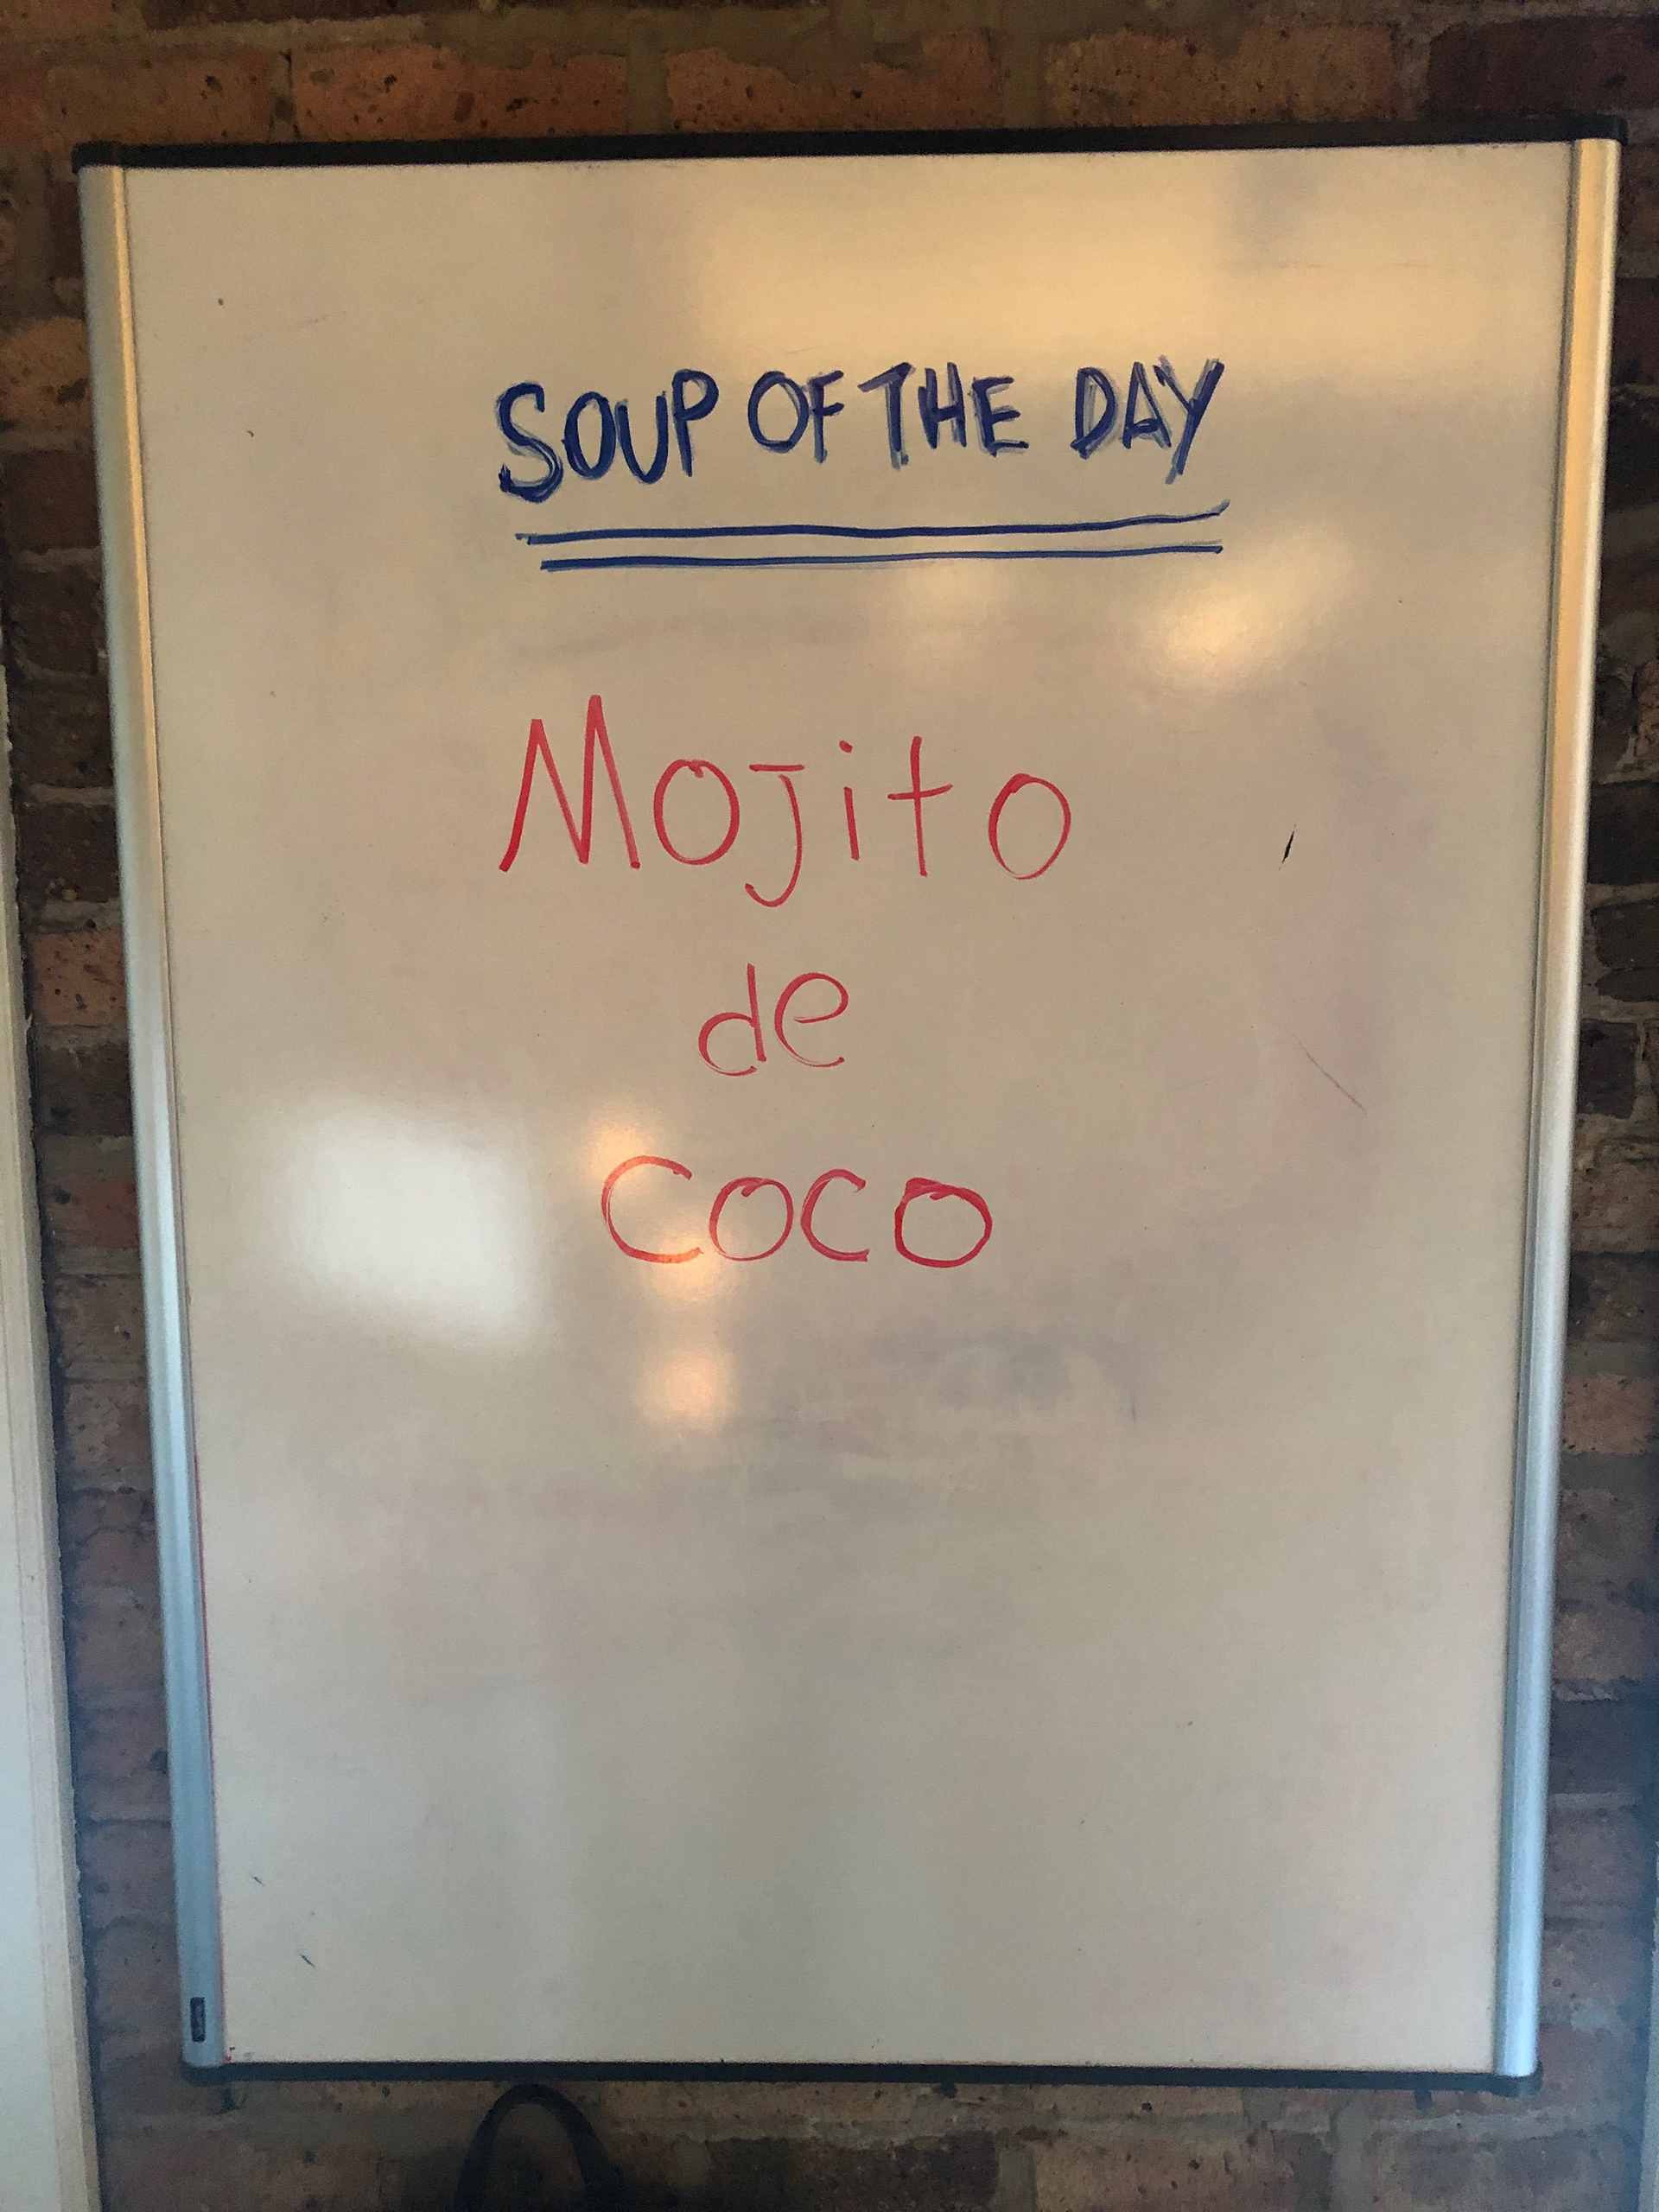 SOUP OF THE DAY
Mojito
de
coco